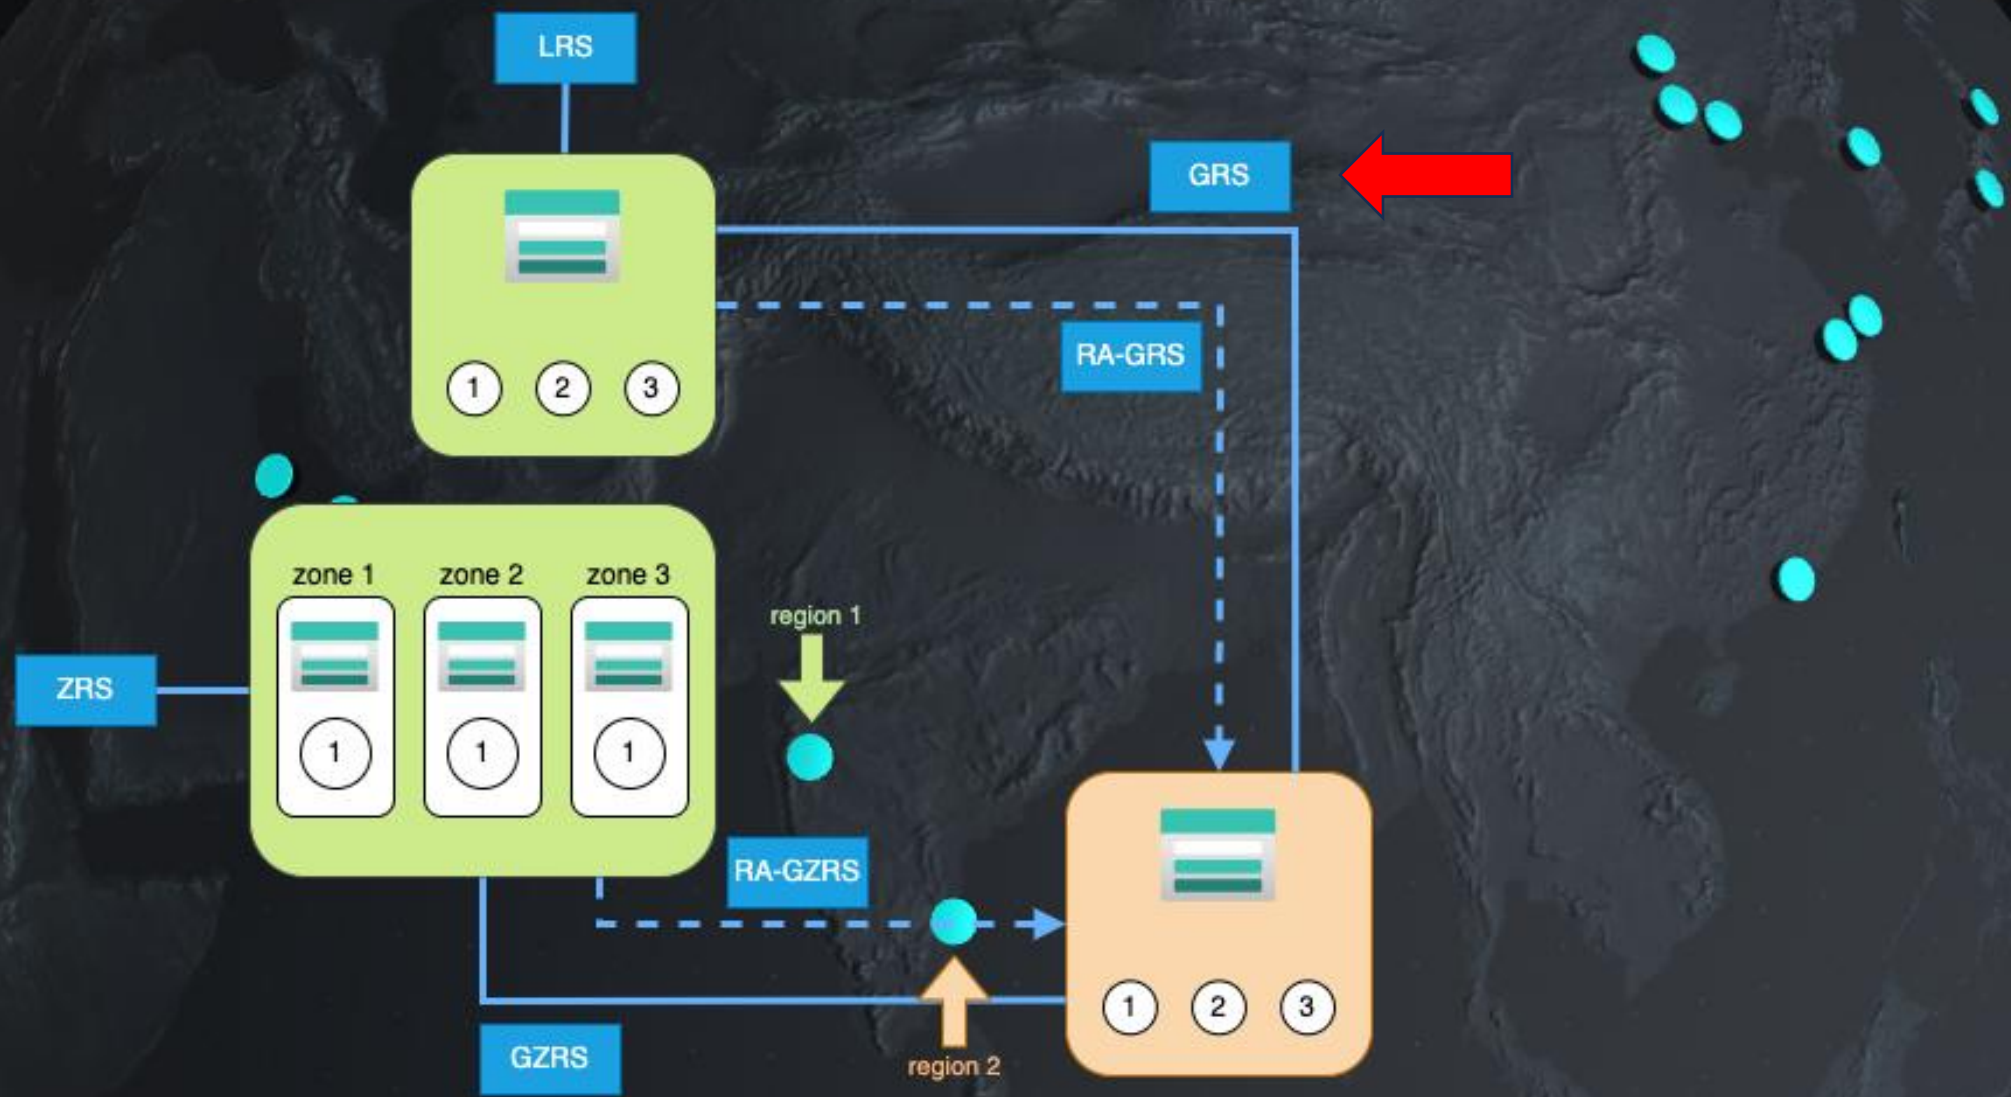 LRS
GRS
RA-GRS
1 2 3
zone 1 zone 2 zone 3
region 1
ZRS
1 1 1
RA-GZRS
1 2 3
GZRS
region 2